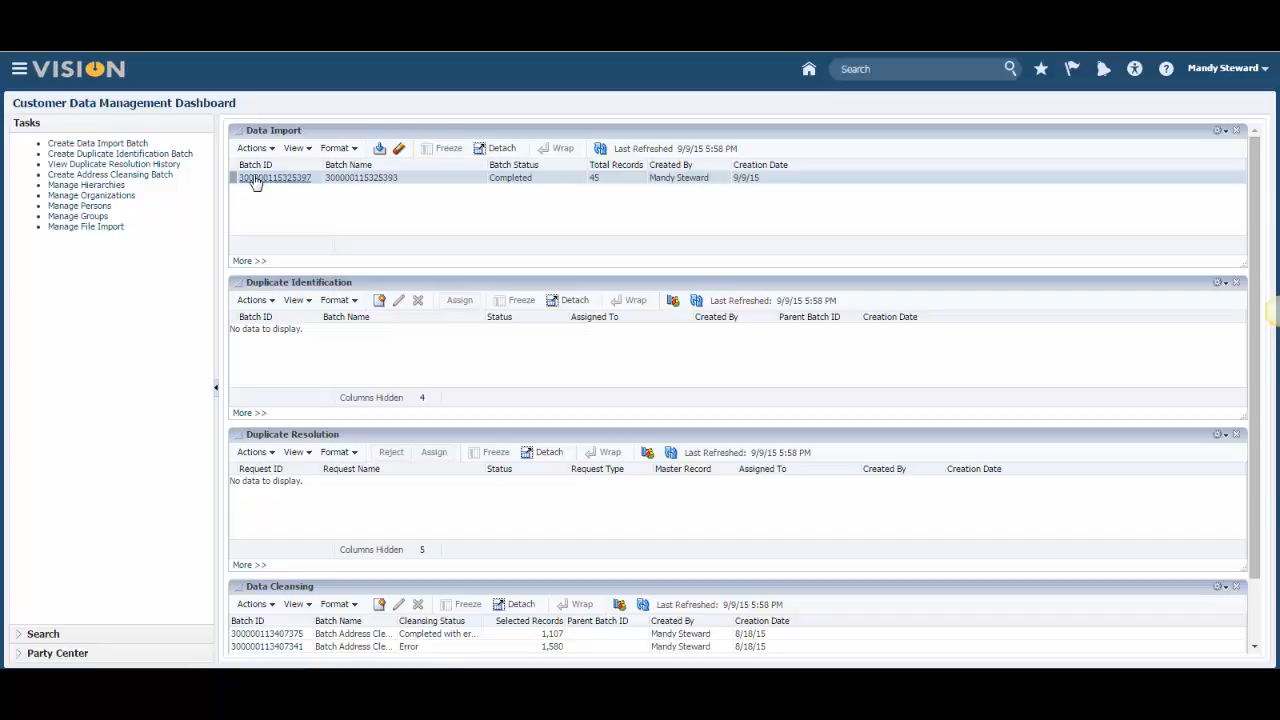 VISION
Search
Mandy Steward
Customer Data Management Dashboard
Tasks
Create Data Import Batch
Create Duplicate Identification Batch
View Duplicate Resolution History
Create Address Cleansing Batch
Manage Hierarchies
Manage Organizations
Manage Persons
Manage Groups
Manage File Import
Search
Party Center
Data Import
Actions View Format Freeze Detach Wrap Last Refreshed 9/9/15 5:58 PM
Batch ID Batch Name Batch Status Total Records Created By Creation Date
300000115325397 300000115325393 Completed 45 Mandy Steward 9/9/15
More >>
Duplicate Identification
Actions View Format Assign Freeze Detach Wrap Last Refreshed: 9/9/15 5:58 PM
Batch ID Batch Name Status Assigned To Created By Parent Batch ID Creation Date
No data to display.
Columns Hidden 4
More >>
Duplicate Resolution
Actions View Format Reject Assign Freeze Detach Wrap Last Refreshed: 9/9/15 5:58 PM
Request ID Request Name Status Request Type Master Record Assigned To Created By Creation Date
No data to display.
Columns Hidden 5
More >>
Data Cleansing
Actions View Format Freeze Detach Wrap Last Refreshed: 9/9/15 5:58 PM
Batch ID Batch Name Cleansing Status Selected Records Parent Batch ID Created By Creation Date
300000113407375 Batch Address Cle... Completed with er... 1,107 Mandy Steward 8/18/15
300000113407341 Batch Address Cle... Error 1,580 Mandy Steward 8/18/15